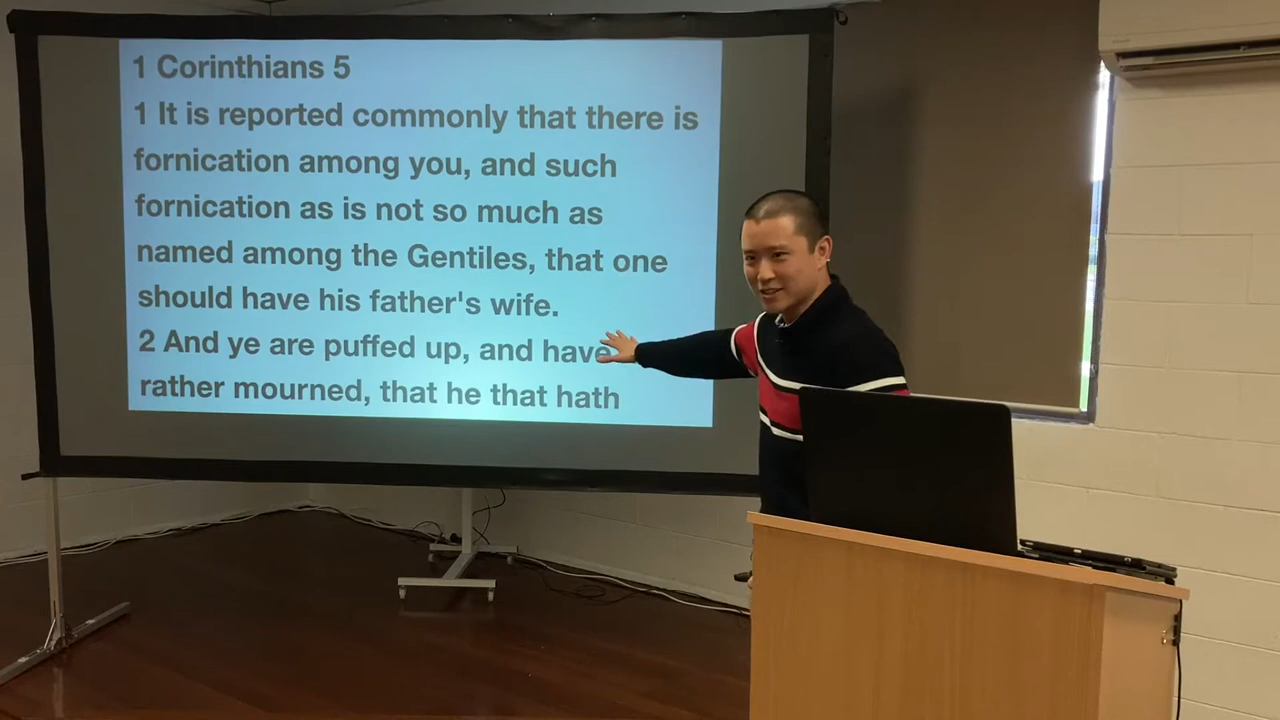 1 Corinthians 5
1 It is reported commonly that there is
fornication among you, and such
fornication as is not so much as
named among the Gentiles, that one
should have his father's wife.
2 And ye are puffed up, and have
rather mourned, that he that hath